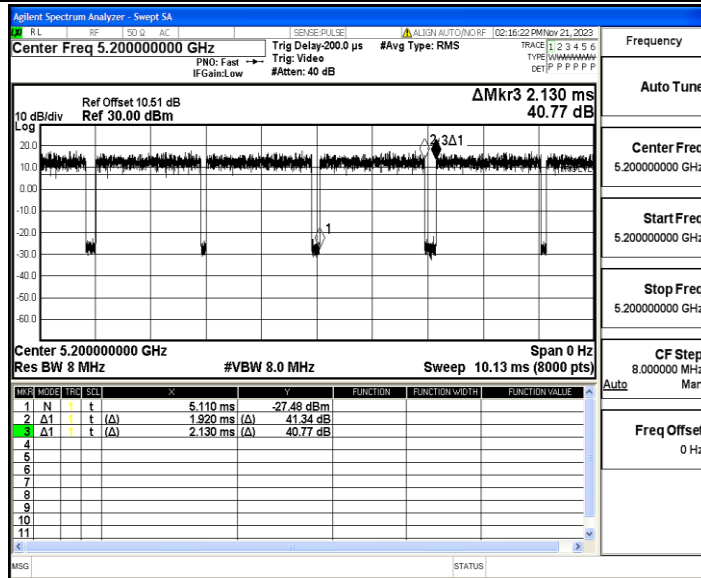 Agilent Spectrum Analyzer - Swept SA
RL RF 50 Ω AC SENSE:PULSE ALIGN AUTO/NO RF 02:16:22 PM Nov 21, 2023
Center Freq 5.200000000 GHz
PNO: Fast
IFGain:Low
Trig Delay-200.0 µs
Trig: Video
#Atten: 40 dB
#Avg Type: RMS
TRACE 1 2 3 4 5 6
TYPE
DET P P P P P P
ΔMkr3 2.130 ms
40.77 dB
Ref Offset 10.51 dB
10 dB/div Ref 30.00 dBm
Log
20.0
10.0
0.00
-10.0
-20.0
-30.0
-40.0
-50.0
-60.0
2 3Δ1
1
Center 5.200000000 GHz Span 0 Hz
Res BW 8 MHz #VBW 8.0 MHz Sweep 10.13 ms (8000 pts)
MKR MODE TRC SCL X Y FUNCTION FUNCTION WIDTH FUNCTION VALUE
1 N 1 t 5.110 ms -27.48 dBm
2 Δ1 1 t (Δ) 1.920 ms (Δ) 41.34 dB
3 Δ1 1 t (Δ) 2.130 ms (Δ) 40.77 dB
4
5
6
7
8
9
10
11
MSG STATUS
Frequency
Auto Tune
Center Freq
5.200000000 GHz
Start Freq
5.200000000 GHz
Stop Freq
5.200000000 GHz
CF Step
8.000000 MHz
Auto Man
Freq Offset
0 Hz